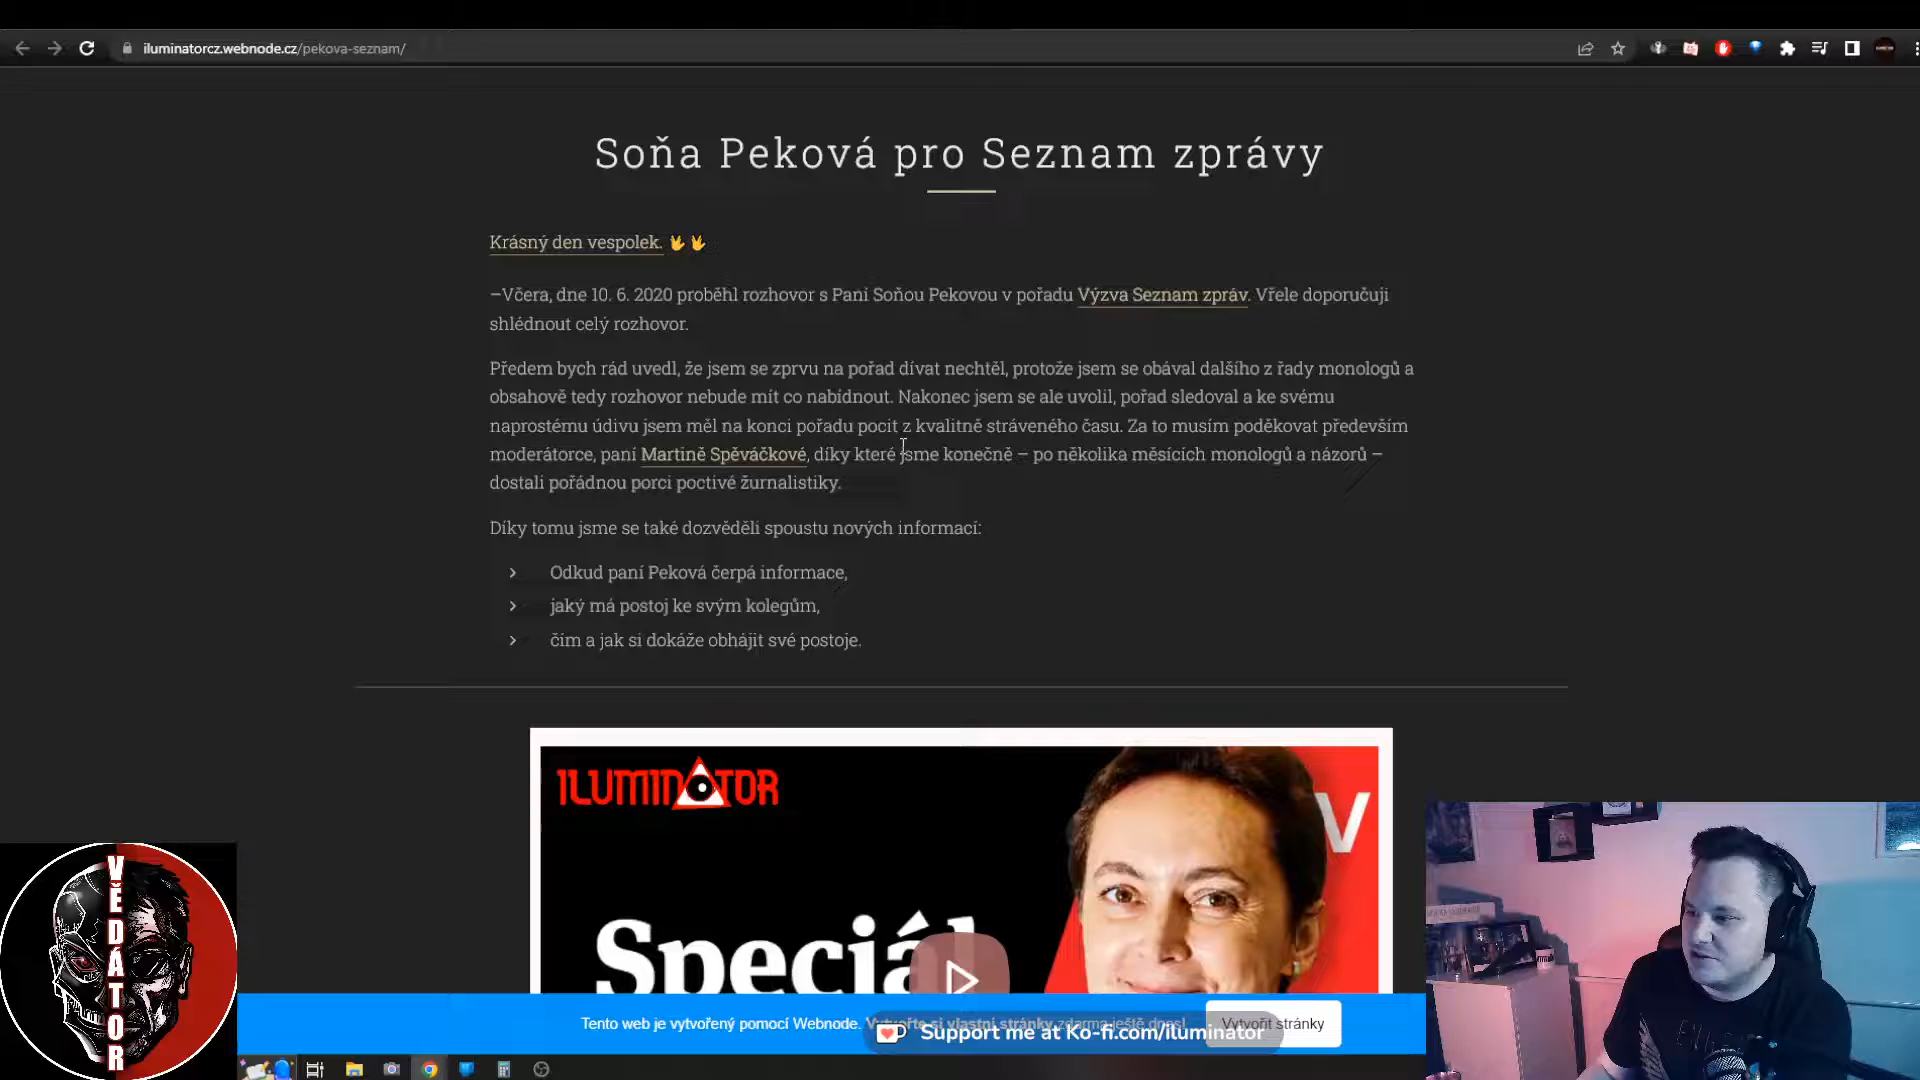 iluminatorcz.webnode.cz/pekova-seznam/
Soňa Peková pro Seznam zprávy
Krásný den vespolek. 🖖🖖
–Včera, dne 10. 6. 2020 proběhl rozhovor s Paní Soňou Pekovou v pořadu Výzva Seznam zpráv. Vřele doporučuji
shlédnout celý rozhovor.
Předem bych rád uvedl, že jsem se zprvu na pořad dívat nechtěl, protože jsem se obával dalšího z řady monologů a
obsahově tedy rozhovor nebude mít co nabídnout. Nakonec jsem se ale uvolil, pořad sledoval a ke svému
naprostému údivu jsem měl na konci pořadu pocit z kvalitně stráveného času. Za to musím poděkovat především
moderátorce, paní Martině Spěváčkové, díky které jsme konečně – po několika měsících monologů a názorů –
dostali pořádnou porci poctivé žurnalistiky.
Díky tomu jsme se také dozvěděli spoustu nových informací:
Odkud paní Peková čerpá informace,
jaký má postoj ke svým kolegům,
čím a jak si dokáže obhájit své postoje.
ILUMINATOR
V
Speciál
VĚDÁTOR
Tento web je vytvořený pomocí Webnode. Vytvořte si vlastní stránky zdarma ještě dnes!
Vytvořit stránky
Support me at Ko-fi.com/iluminator